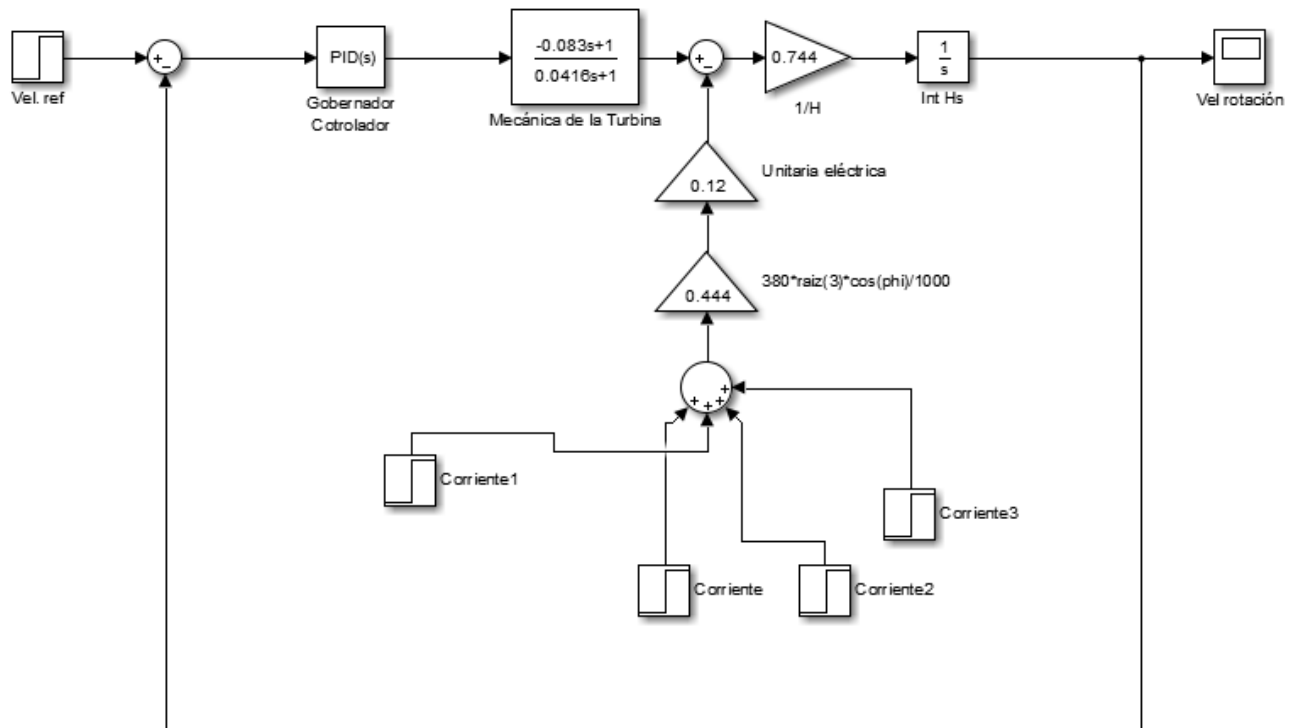 Vel. ref
+
−
PID(s)
Gobernador
Cotrolador
-0.083s+1
0.0416s+1
Mecánica de la Turbina
+
−
0.744
1/H
1
s
Int Hs
Vel rotación
0.12
Unitaria eléctrica
0.444
380*raiz(3)*cos(phi)/1000
+
+
+
+
Corriente1
Corriente3
Corriente
Corriente2